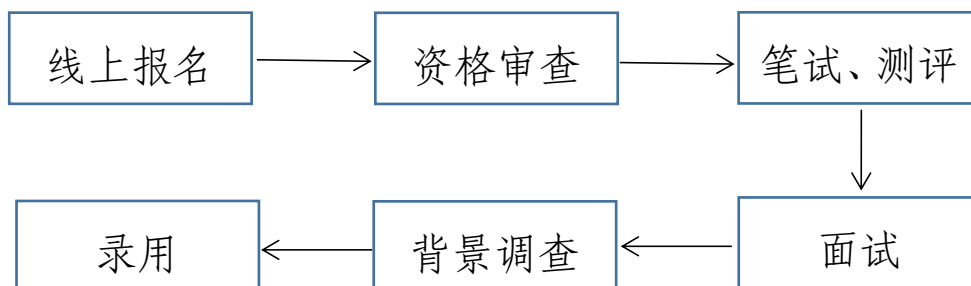 线上报名
资格审查
笔试、测评
面试
背景调查
录用